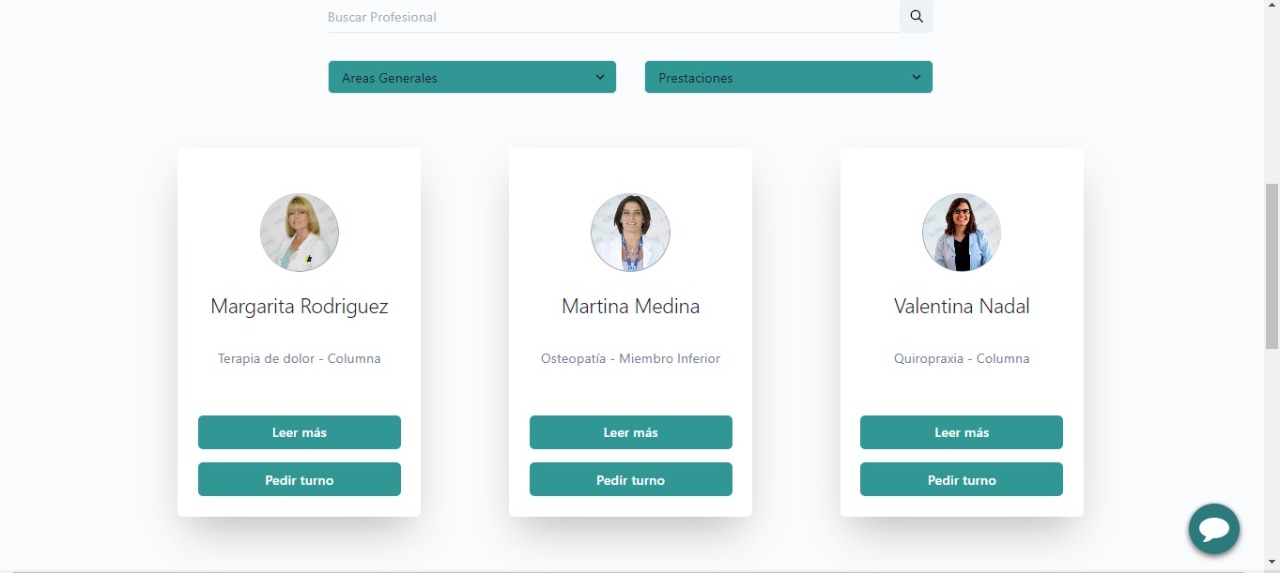 Buscar Profesional
Areas Generales
Prestaciones
Margarita Rodriguez
Martina Medina
Valentina Nadal
Terapia de dolor - Columna
Osteopatía - Miembro Inferior
Quiropraxia - Columna
Leer más
Leer más
Leer más
Pedir turno
Pedir turno
Pedir turno